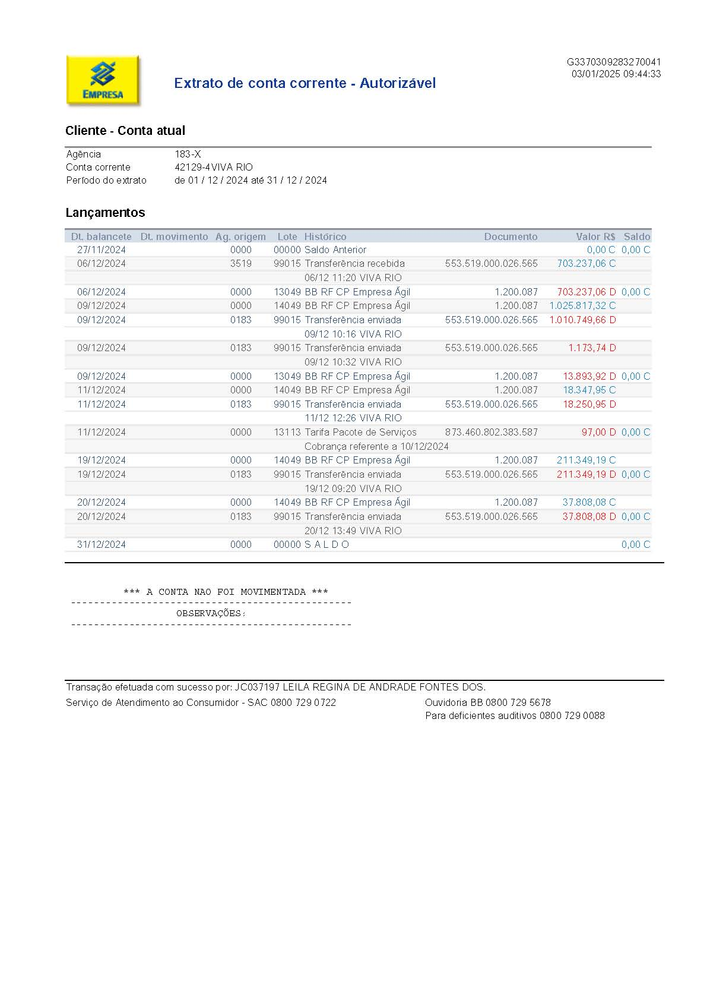 EMPRESA
Extrato de conta corrente - Autorizável
G3370309283270041
03/01/2025 09:44:33
Cliente - Conta atual
Agência 183-X
Conta corrente 42129-4VIVA RIO
Período do extrato de 01 / 12 / 2024 até 31 / 12 / 2024
Lançamentos
Dt. balancete Dt. movimento Ag. origem Lote Histórico Documento Valor R$ Saldo
27/11/2024 0000 00000 Saldo Anterior 0,00 C 0,00 C
06/12/2024 3519 99015 Transferência recebida 553.519.000.026.565 703.237,06 C
06/12 11:20 VIVA RIO
06/12/2024 0000 13049 BB RF CP Empresa Ágil 1.200.087 703.237,06 D 0,00 C
09/12/2024 0000 14049 BB RF CP Empresa Ágil 1.200.087 1.025.817,32 C
09/12/2024 0183 99015 Transferência enviada 553.519.000.026.565 1.010.749,66 D
09/12 10:16 VIVA RIO
09/12/2024 0183 99015 Transferência enviada 553.519.000.026.565 1.173,74 D
09/12 10:32 VIVA RIO
09/12/2024 0000 13049 BB RF CP Empresa Ágil 1.200.087 13.893,92 D 0,00 C
11/12/2024 0000 14049 BB RF CP Empresa Ágil 1.200.087 18.347,95 C
11/12/2024 0183 99015 Transferência enviada 553.519.000.026.565 18.250,95 D
11/12 12:26 VIVA RIO
11/12/2024 0000 13113 Tarifa Pacote de Serviços 873.460.802.383.587 97,00 D 0,00 C
Cobrança referente a 10/12/2024
19/12/2024 0000 14049 BB RF CP Empresa Ágil 1.200.087 211.349,19 C
19/12/2024 0183 99015 Transferência enviada 553.519.000.026.565 211.349,19 D 0,00 C
19/12 09:20 VIVA RIO
20/12/2024 0000 14049 BB RF CP Empresa Ágil 1.200.087 37.808,08 C
20/12/2024 0183 99015 Transferência enviada 553.519.000.026.565 37.808,08 D 0,00 C
20/12 13:49 VIVA RIO
31/12/2024 0000 00000 S A L D O 0,00 C
*** A CONTA NAO FOI MOVIMENTADA ***
------------------------------------------------
OBSERVAÇÕES:
------------------------------------------------
Transação efetuada com sucesso por: JC037197 LEILA REGINA DE ANDRADE FONTES DOS.
Serviço de Atendimento ao Consumidor - SAC 0800 729 0722 Ouvidoria BB 0800 729 5678
Para deficientes auditivos 0800 729 0088